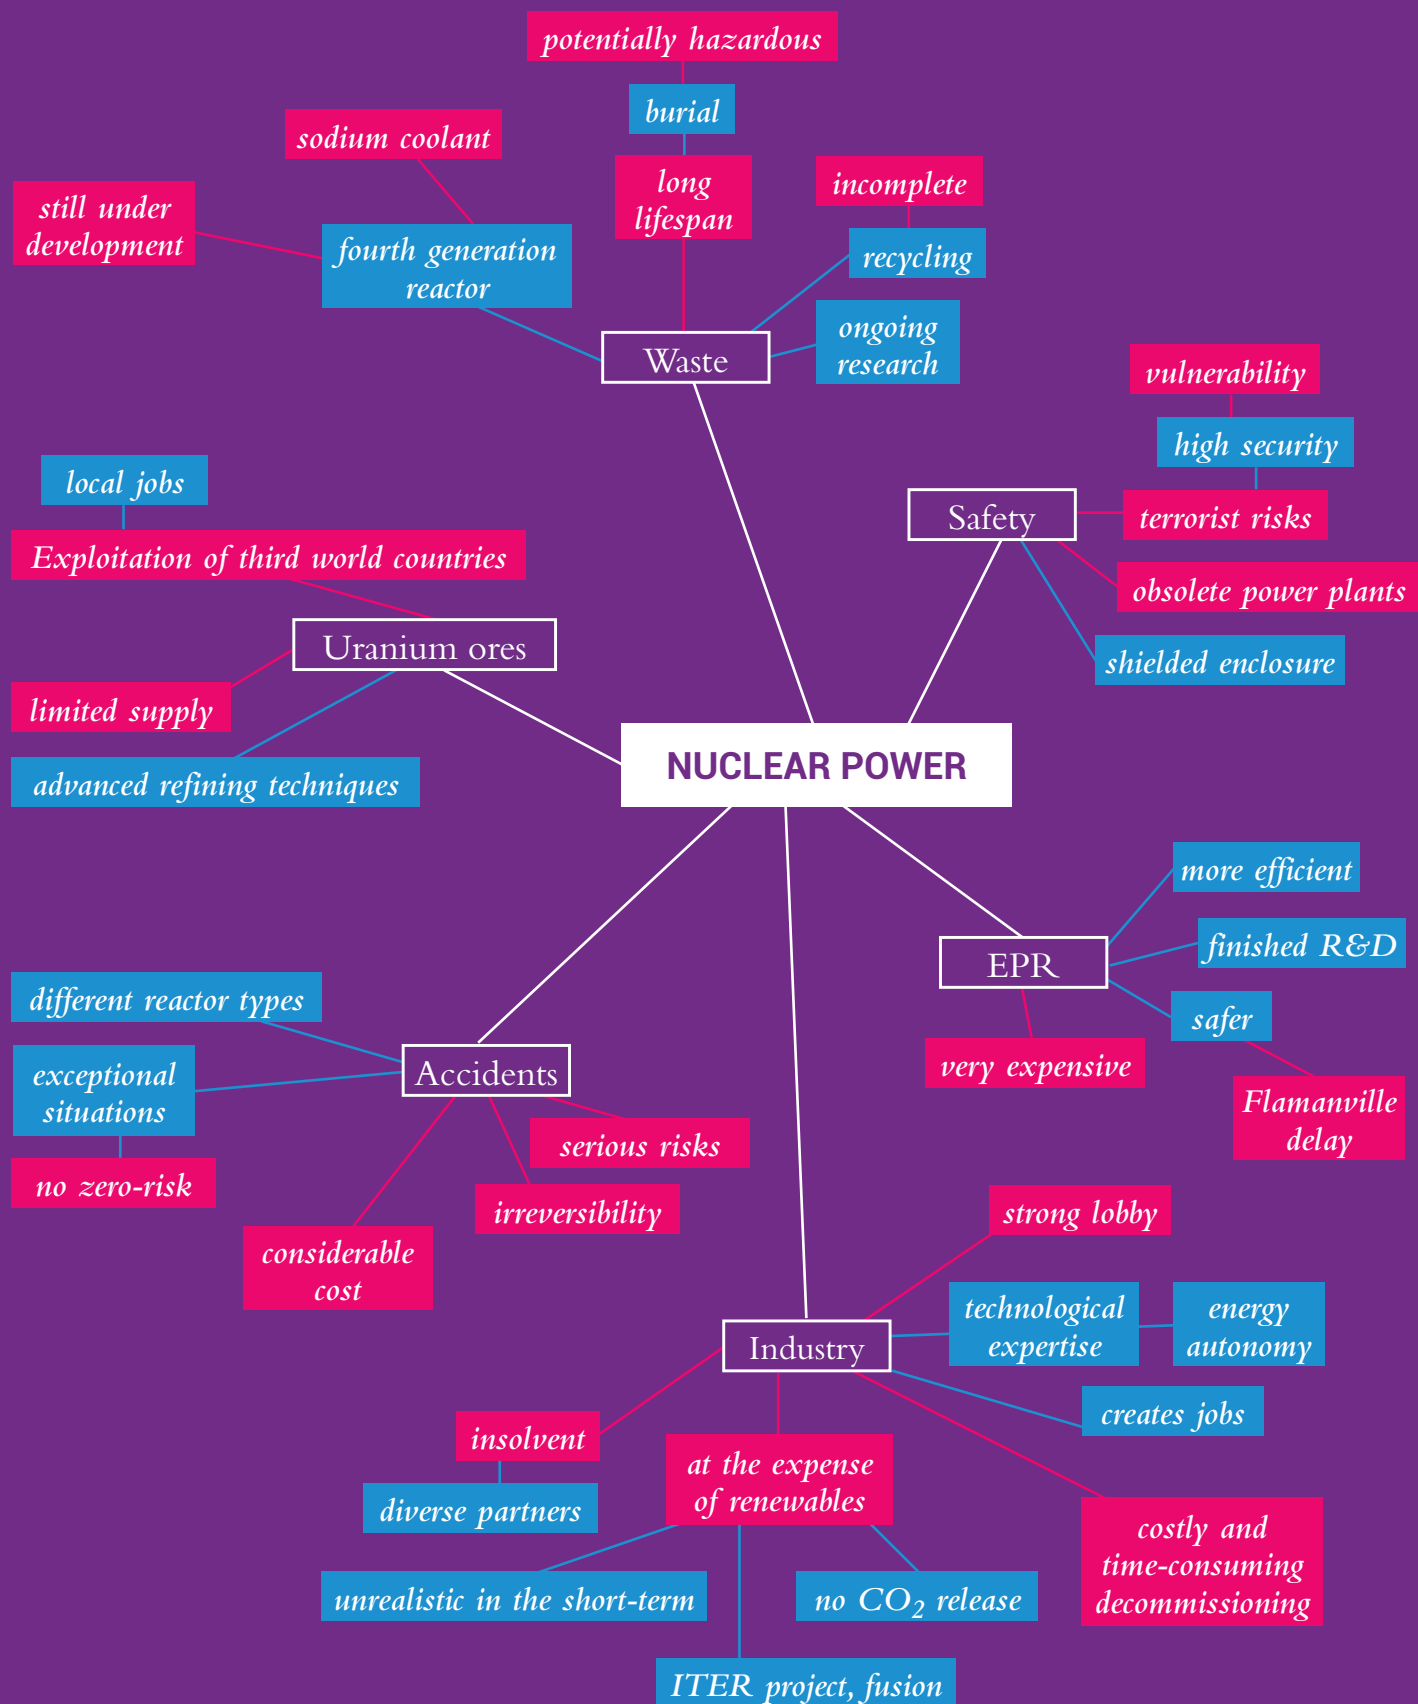 potentially hazardous
burial
long
lifespan
sodium coolant
still under
development
fourth generation
reactor
incomplete
recycling
ongoing
research
Waste
vulnerability
high security
terrorist risks
Safety
obsolete power plants
shielded enclosure
local jobs
Exploitation of third world countries
Uranium ores
limited supply
advanced refining techniques
NUCLEAR POWER
more efficient
finished R&D
EPR
safer
very expensive
Flamanville
delay
different reactor types
exceptional
situations
no zero-risk
Accidents
serious risks
irreversibility
considerable
cost
strong lobby
technological
expertise
energy
autonomy
Industry
creates jobs
insolvent
diverse partners
at the expense
of renewables
costly and
time-consuming
decommissioning
unrealistic in the short-term
no CO₂ release
ITER project, fusion